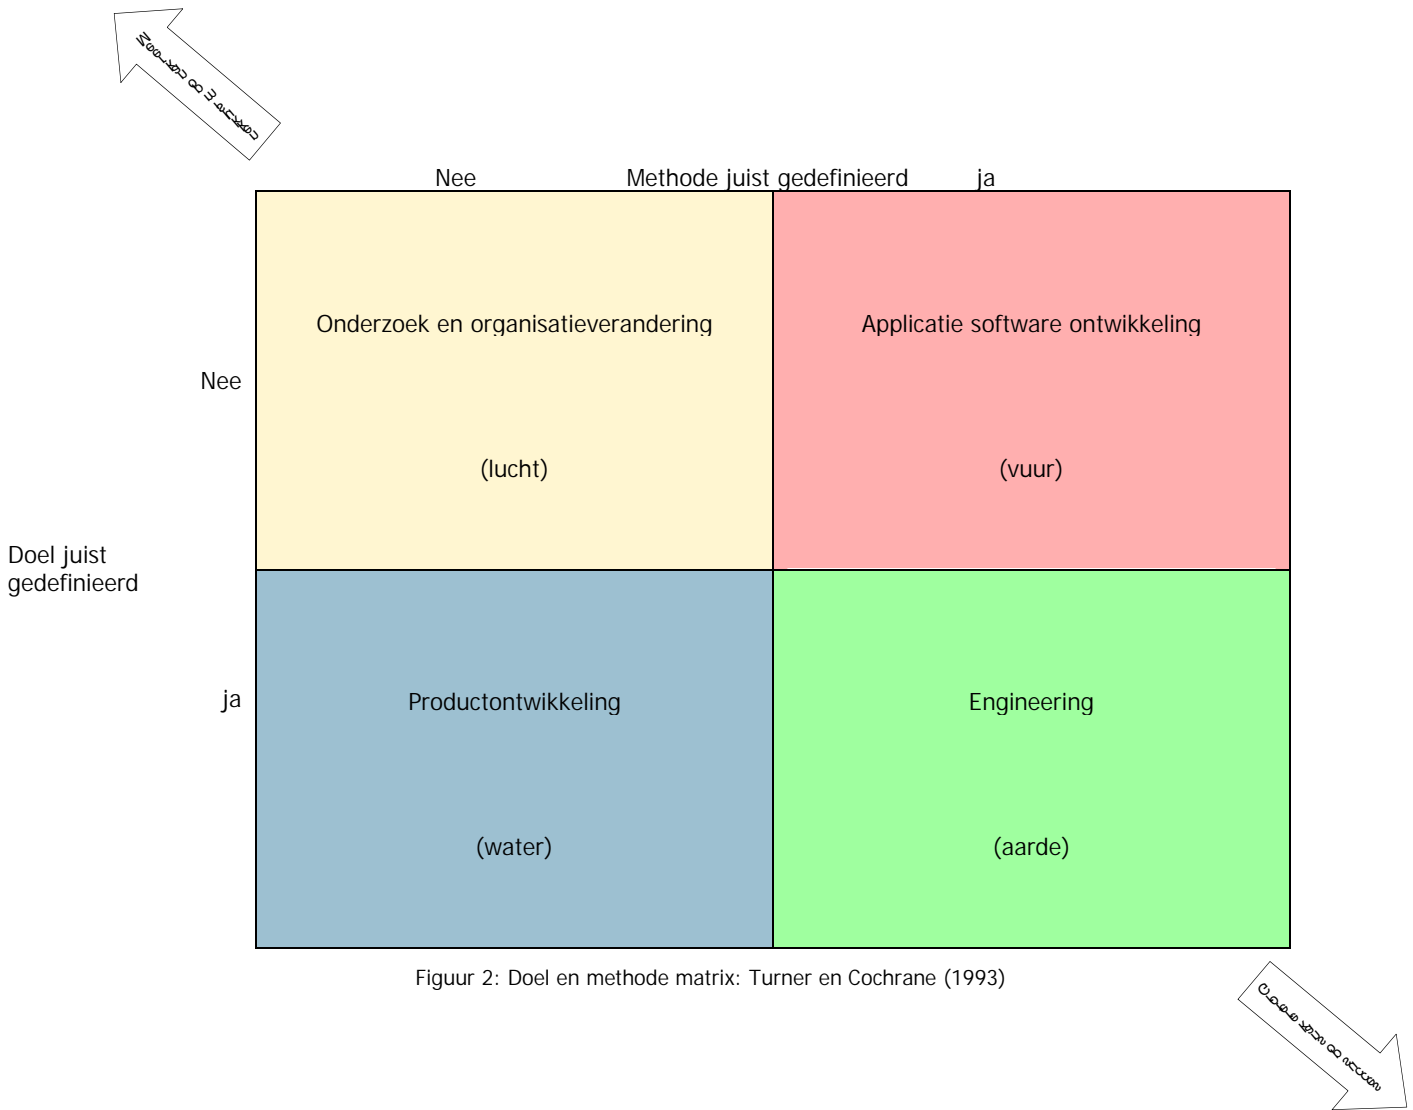 Nee Methode juist gedefinieerd ja
Onderzoek en organisatieverandering
Applicatie software ontwikkeling
Nee
(lucht)
(vuur)
Doel juist
gedefinieerd
ja
Productontwikkeling
Engineering
(water)
(aarde)
Figuur 2: Doel en methode matrix: Turner en Cochrane (1993)